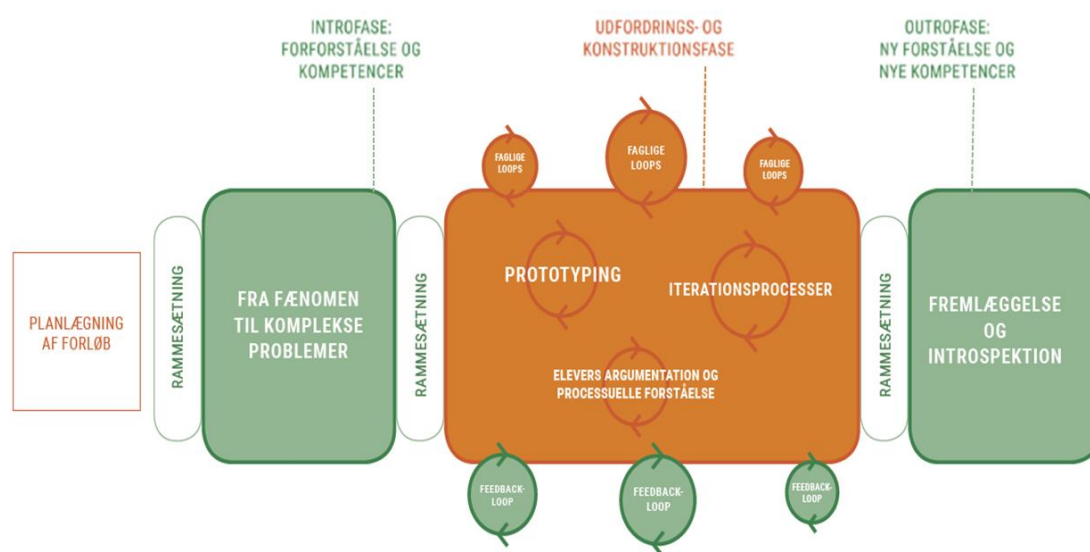 INTROFASE:
FORFORSTÅELSE OG
KOMPETENCER
UDFORDRINGS- OG
KONSTRUKTIONSFASE
OUTROFASE:
NY FORSTÅELSE OG
NYE KOMPETENCER
FAGLIGE
LOOPS
FAGLIGE
LOOPS
FAGLIGE
LOOPS
PLANLÆGNING
AF FORLØB
RAMMESÆTNING
FRA FÆNOMEN
TIL KOMPLEKSE
PROBLEMER
RAMMESÆTNING
PROTOTYPING
ITERATIONSPROCESSER
ELEVERS ARGUMENTATION OG
PROCESSUELLE FORSTÅELSE
RAMMESÆTNING
FREMLÆGGELSE
OG
INTROSPEKTION
FEEDBACK-
LOOP
FEEDBACK-
LOOP
FEEDBACK-
LOOP